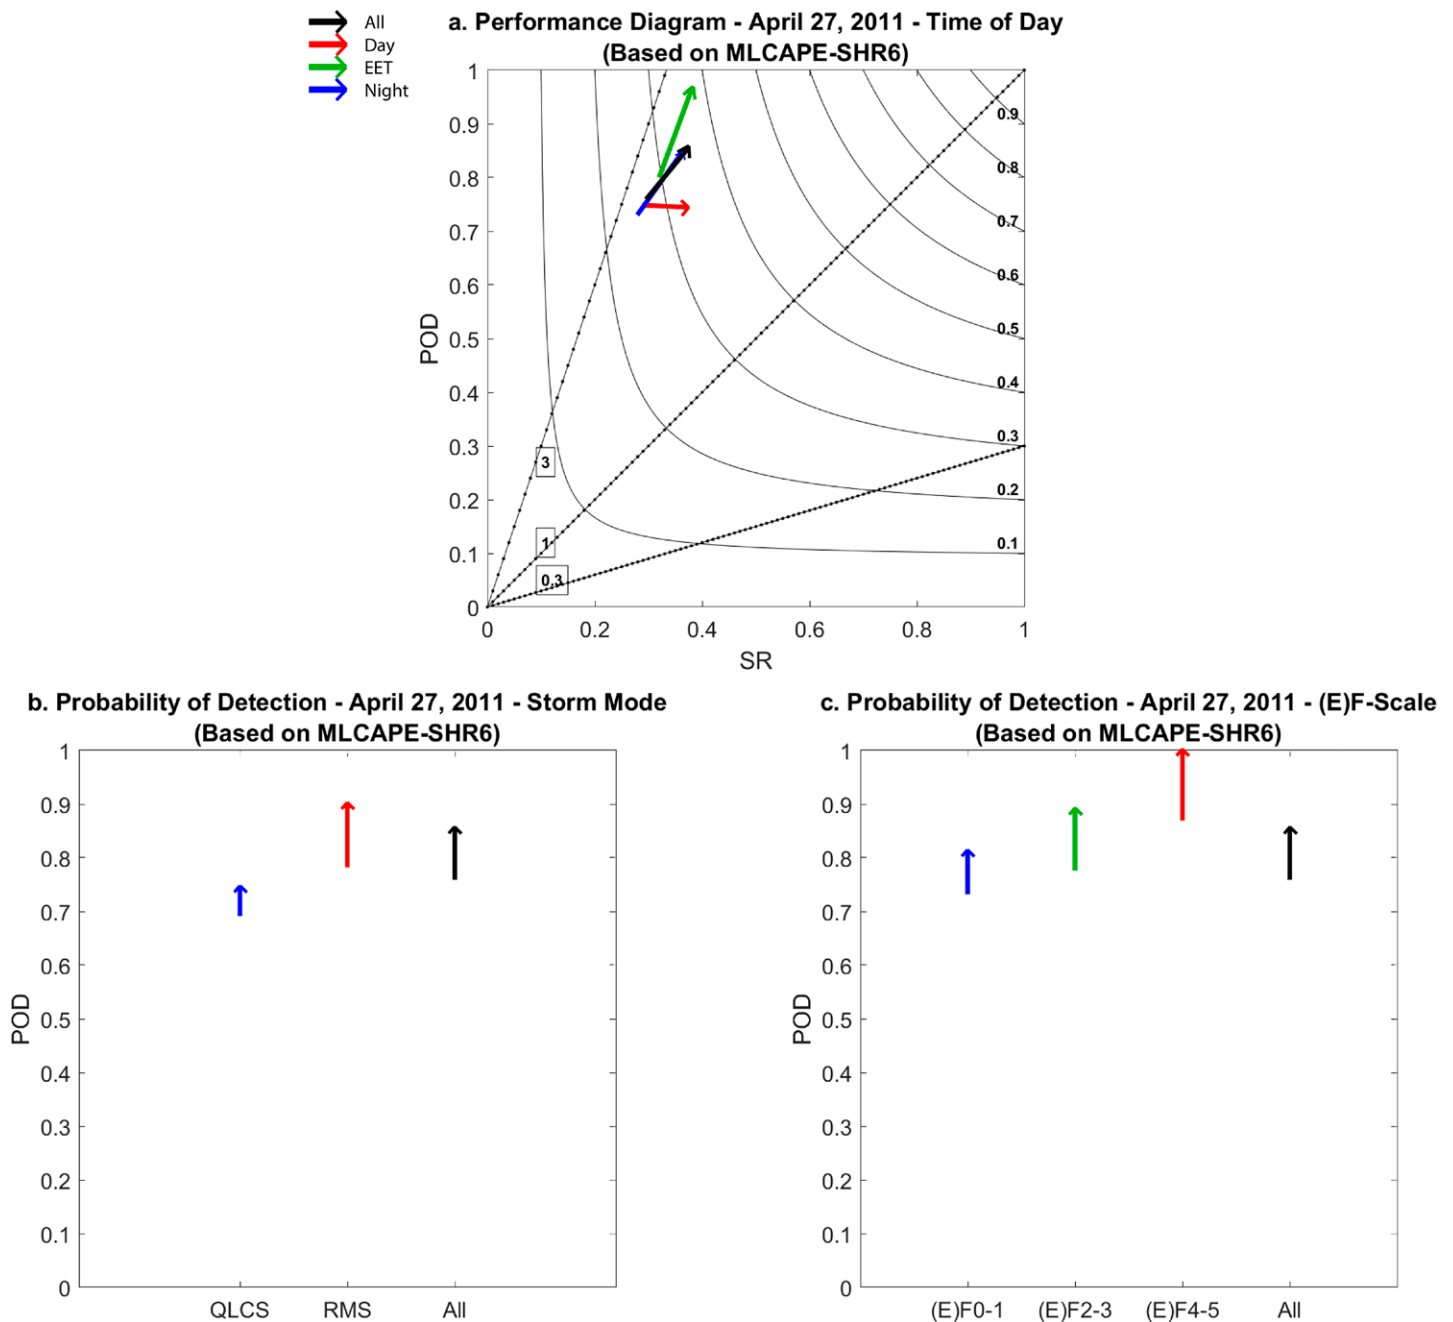 All
Day
EET
Night
a. Performance Diagram - April 27, 2011 - Time of Day
(Based on MLCAPE-SHR6)
1
0.9
0.8
0.7
0.6
0.5
0.4
0.3
0.2
0.1
0
POD
0.9
0.8
0.7
0.6
0.5
0.4
0.3
0.2
0.1
3
1
0.3
0
0.2
0.4
0.6
0.8
1
SR
b. Probability of Detection - April 27, 2011 - Storm Mode
(Based on MLCAPE-SHR6)
1
0.9
0.8
0.7
0.6
0.5
0.4
0.3
0.2
0.1
0
POD
QLCS
RMS
All
c. Probability of Detection - April 27, 2011 - (E)F-Scale
(Based on MLCAPE-SHR6)
1
0.9
0.8
0.7
0.6
0.5
0.4
0.3
0.2
0.1
0
POD
(E)F0-1
(E)F2-3
(E)F4-5
All